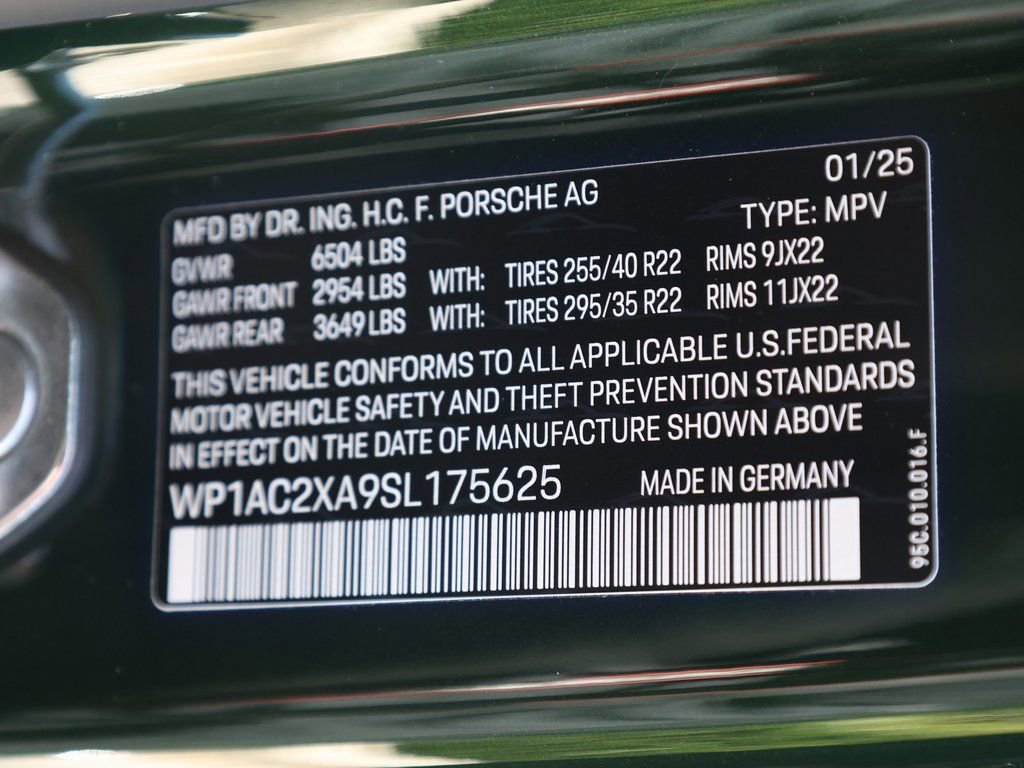 01/25
MFD BY DR. ING. H.C. F. PORSCHE AG
TYPE: MPV
GVWR 6504 LBS
GAWR FRONT 2954 LBS WITH: TIRES 255/40 R22 RIMS 9JX22
GAWR REAR 3649 LBS WITH: TIRES 295/35 R22 RIMS 11JX22
THIS VEHICLE CONFORMS TO ALL APPLICABLE U.S.FEDERAL
MOTOR VEHICLE SAFETY AND THEFT PREVENTION STANDARDS
IN EFFECT ON THE DATE OF MANUFACTURE SHOWN ABOVE
WP1AC2XA9SL175625 MADE IN GERMANY
95C.010.016.F